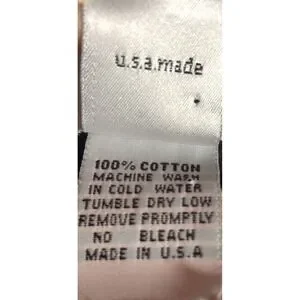 u.s.a.made
100% COTTON
MACHINE WASH
IN COLD WATER
TUMBLE DRY LOW
REMOVE PROMPTLY
NO BLEACH
MADE IN U.S.A